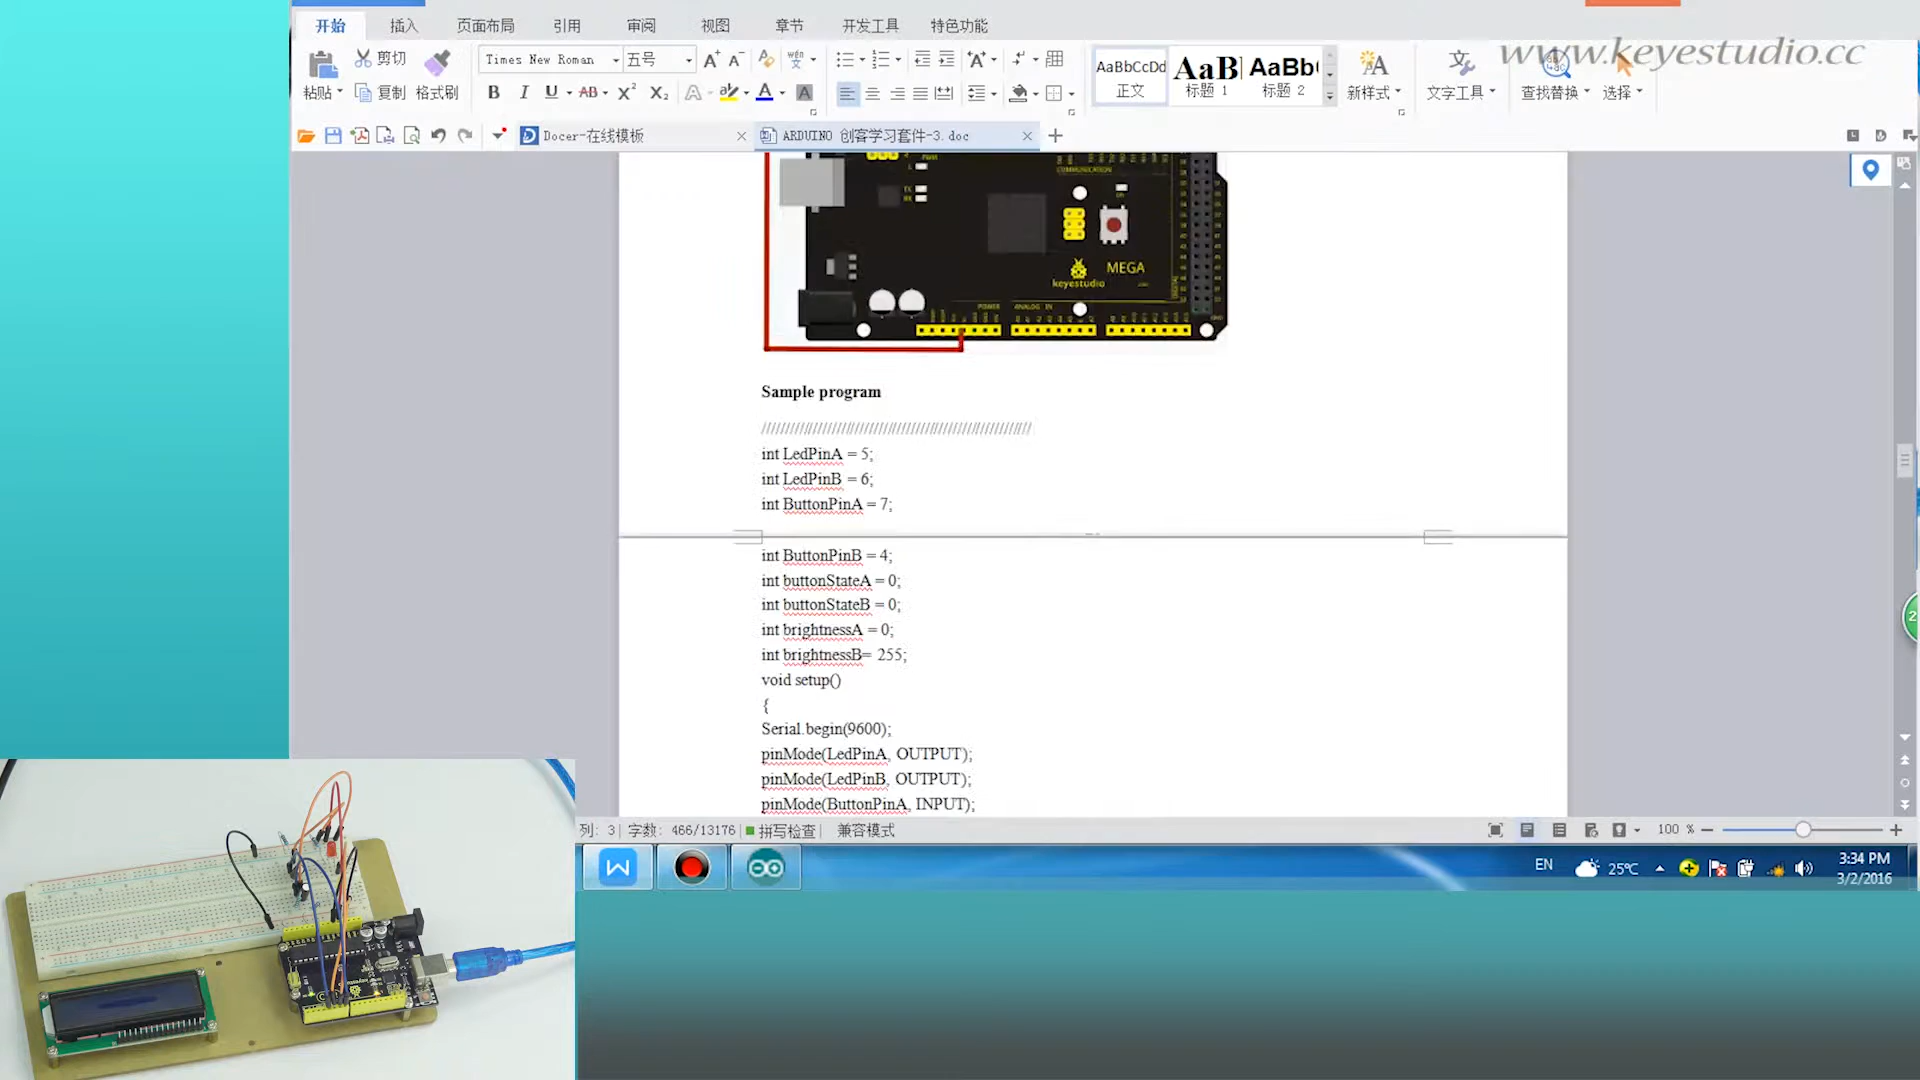 开始 插入 页面布局 引用 审阅 视图 章节 开发工具 特色功能
www.keyestudio.cc
剪切 Times New Roman 五号
粘贴 复制 格式刷
AaBbCcDd AaBl AaBb(
正文 标题 1 标题 2 新样式 文字工具 查找替换 选择
Docer-在线模板 ARDUINO 创客学习套件-3.doc
COMMUNICATION
MEGA
keyestudio
POWER ANALOG IN
Sample program
////////////////////////////////////////////////////////
int LedPinA = 5;
int LedPinB = 6;
int ButtonPinA = 7;
int ButtonPinB = 4;
int buttonStateA = 0;
int buttonStateB = 0;
int brightnessA = 0;
int brightnessB= 255;
void setup()
{
Serial.begin(9600);
pinMode(LedPinA, OUTPUT);
pinMode(LedPinB, OUTPUT);
pinMode(ButtonPinA, INPUT);
列: 3 字数: 466/13176 拼写检查 兼容模式 100 %
EN 25℃ 3:34 PM
3/2/2016